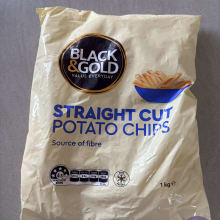 BLACK
&GOLD
VALUE EVERYDAY
STRAIGHT CUT
POTATO CHIPS
Source of fibre
1kg e